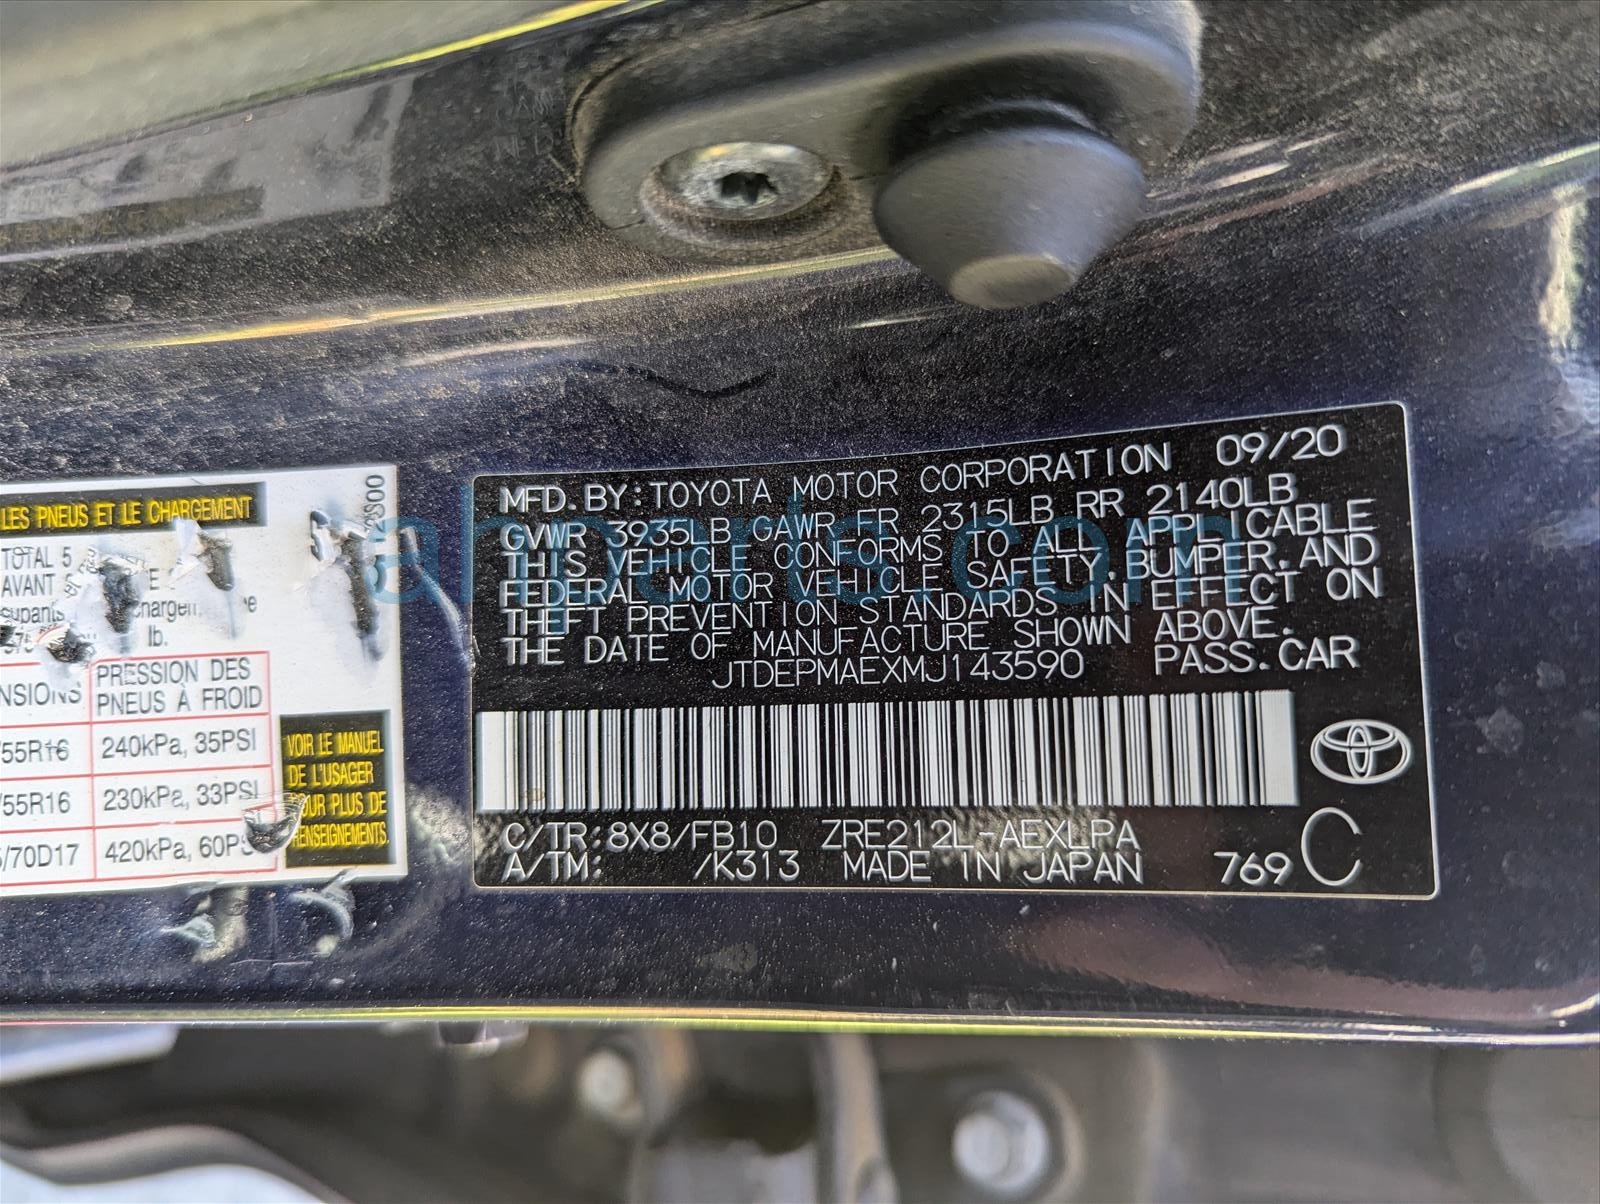 LES PNEUS ET LE CHARGEMENT
TOTAL 5
AVANT
lb.
PRESSION DES
PNEUS À FROID
/55R16 240kPa, 35PSI
/55R16 230kPa, 33PSI
/70D17 420kPa, 60PSI
VOIR LE MANUEL
DE L'USAGER
POUR PLUS DE
RENSEIGNEMENTS.
MFD. BY: TOYOTA MOTOR CORPORATION 09/20
GVWR 3935LB GAWR FR 2315LB RR 2140LB
THIS VEHICLE CONFORMS TO ALL APPLICABLE
FEDERAL MOTOR VEHICLE SAFETY, BUMPER, AND
THEFT PREVENTION STANDARDS IN EFFECT ON
THE DATE OF MANUFACTURE SHOWN ABOVE.
JTDEPMAEXMJ143590 PASS. CAR
C/TR: 8X8/FB10 ZRE212L-AEXLPA
A/TM: /K313 MADE IN JAPAN 769 C
ahparts.com